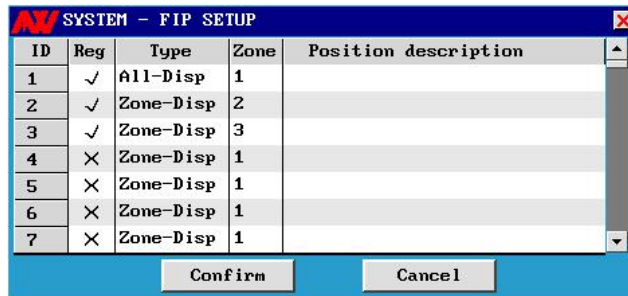 AW SYSTEM - FIP SETUP
ID Reg Type Zone Position description
1 ✓ All-Disp 1
2 ✓ Zone-Disp 2
3 ✓ Zone-Disp 3
4 ✕ Zone-Disp 1
5 ✕ Zone-Disp 1
6 ✕ Zone-Disp 1
7 ✕ Zone-Disp 1
Confirm Cancel